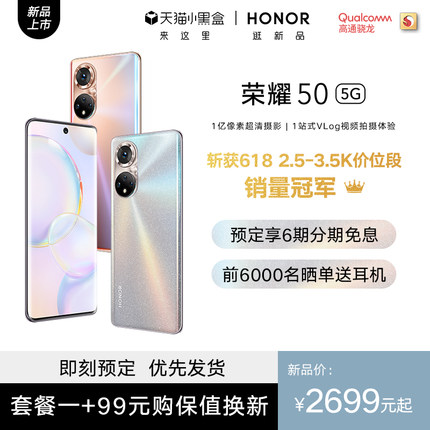 新品
上市
天猫小黑盒
来这里
HONOR
逛新品
Qualcomm
高通骁龙
荣耀50 5G
1亿像素超清摄影 | 1站式VLog视频拍摄体验
斩获618 2.5-3.5K价位段
销量冠军
预定享6期分期免息
前6000名晒单送耳机
HONOR
即刻预定 优先发货
套餐一+99元购保值换新
新品价:
¥2699元起